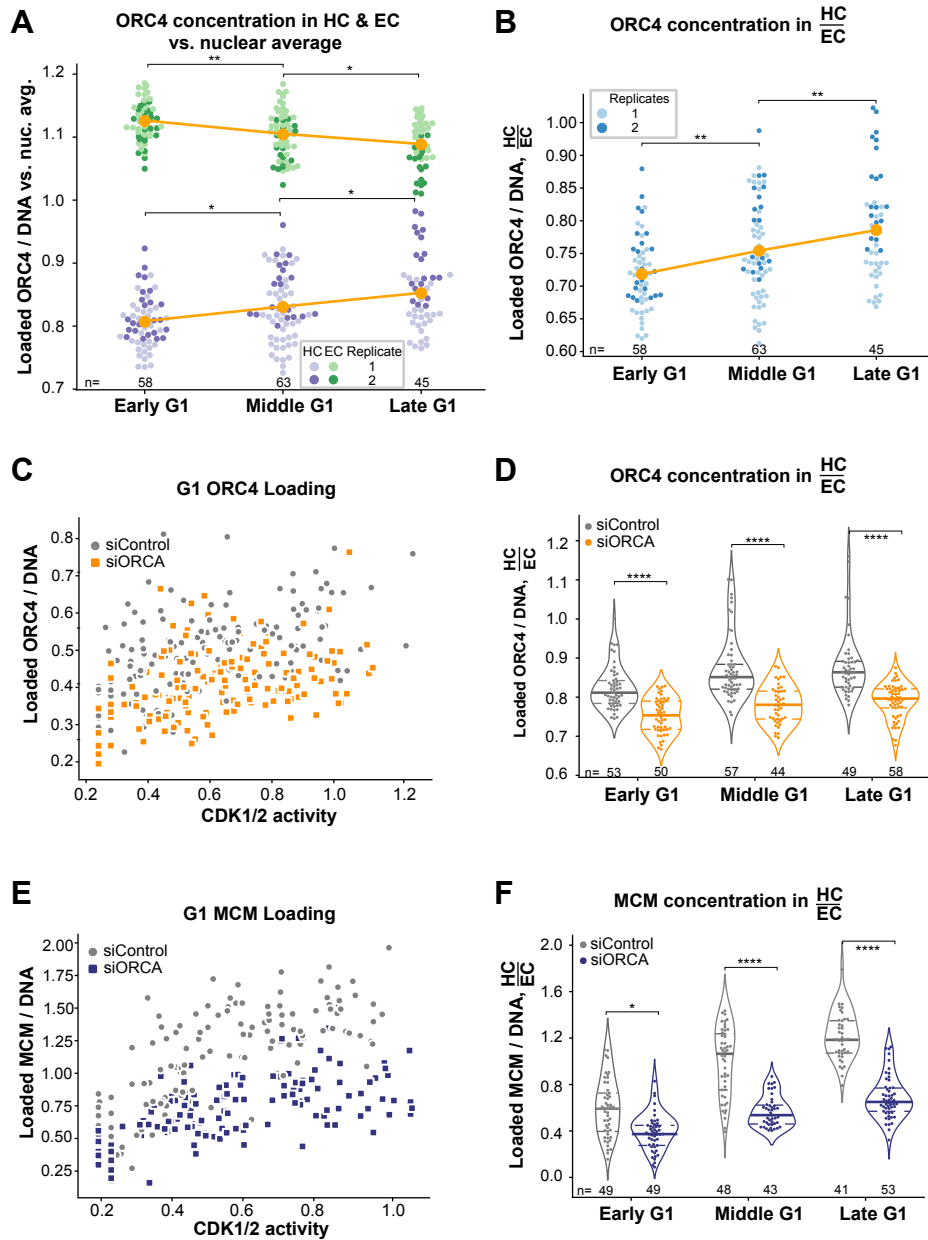 A
ORC4 concentration in HC & EC
vs. nuclear average
Loaded ORC4 / DNA vs. nuc. avg.
1.2
1.1
1.0
0.9
0.8
0.7
**
*
*
*
HC EC Replicate
1
2
n=
58
63
45
Early G1
Middle G1
Late G1
B
ORC4 concentration in HC
EC
Loaded ORC4 / DNA, HC
EC
1.00
0.95
0.90
0.85
0.80
0.75
0.70
0.65
0.60
Replicates
1
2
**
**
n=
58
63
45
Early G1
Middle G1
Late G1
C
G1 ORC4 Loading
Loaded ORC4 / DNA
0.8
0.7
0.6
0.5
0.4
0.3
0.2
siControl
siORCA
0.2
0.4
0.6
0.8
1.0
1.2
CDK1/2 activity
D
ORC4 concentration in HC
EC
Loaded ORC4 / DNA, HC
EC
1.2
1.1
1.0
0.9
0.8
0.7
0.6
siControl
siORCA
****
****
****
n=
53
50
57
44
49
58
Early G1
Middle G1
Late G1
E
G1 MCM Loading
Loaded MCM / DNA
2.00
1.75
1.50
1.25
1.00
0.75
0.50
0.25
siControl
siORCA
0.2
0.4
0.6
0.8
1.0
CDK1/2 activity
F
MCM concentration in HC
EC
Loaded MCM / DNA, HC
EC
2.0
1.6
1.2
0.8
0.4
0.0
siControl
siORCA
*
****
****
n=
49
49
48
43
41
53
Early G1
Middle G1
Late G1